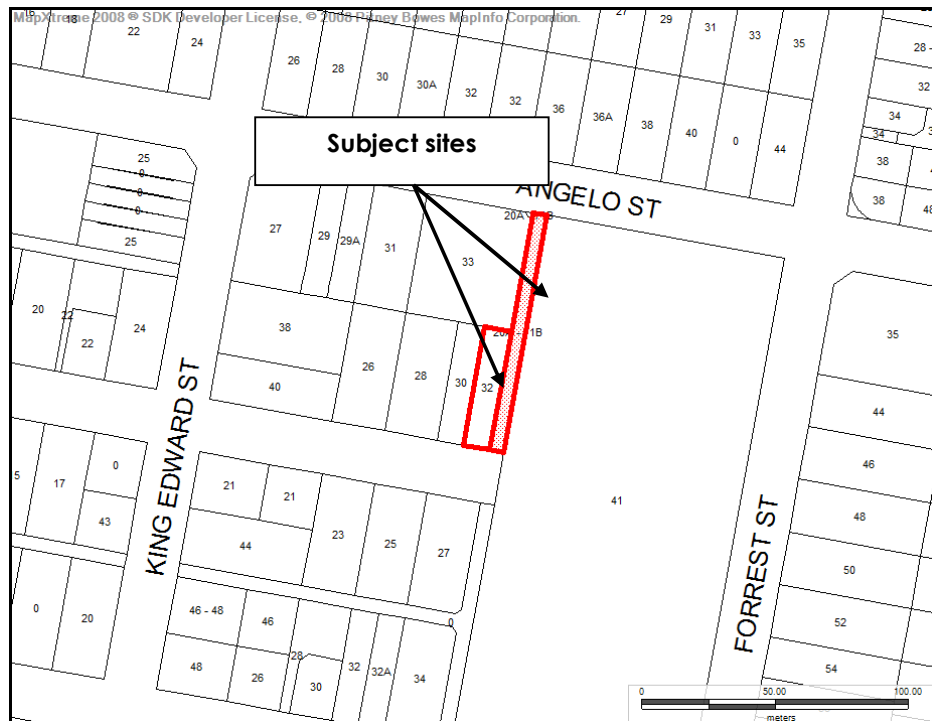 MapXtreme 2008 ® SDK Developer License, © 2008 Pitney Bowes MapInfo Corporation.
16 18 22 24
26 28 30 30A 32 32 36 36A 38 40 0 44
27 29 31 33 35
28 -
32
34
34
38
38 48
Subject sites
ANGELO ST
20A
25
0
0
0
25
27 29 29A 31 33
20 22 22 24
38
40
26 28 30 32
1B
35
44
46
48
50
52
54
41
KING EDWARD ST
FORREST ST
5 17 0
43
21 21 23 25 27
44
0 20
46 - 48 46
48 26 28 30 32 32A 34
0
0 50.00 100.00
meters